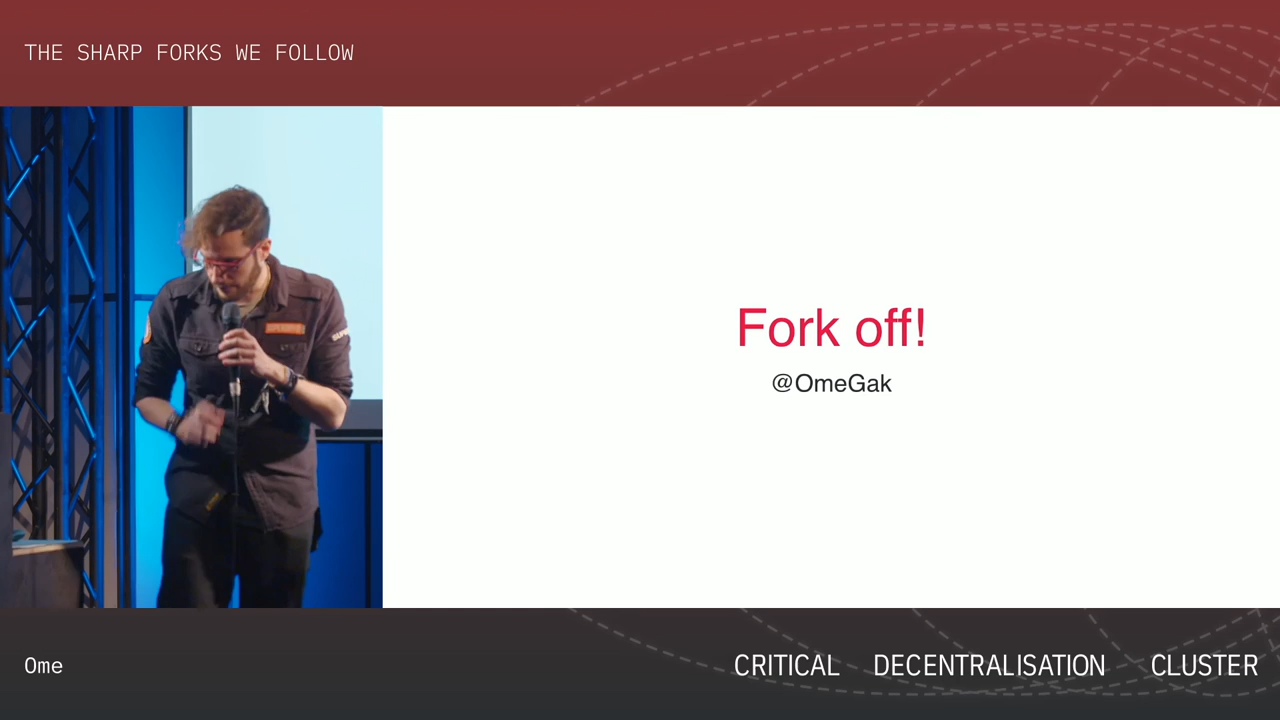 THE SHARP FORKS WE FOLLOW
Fork off!
@OmeGak
Ome
CRITICAL DECENTRALISATION CLUSTER